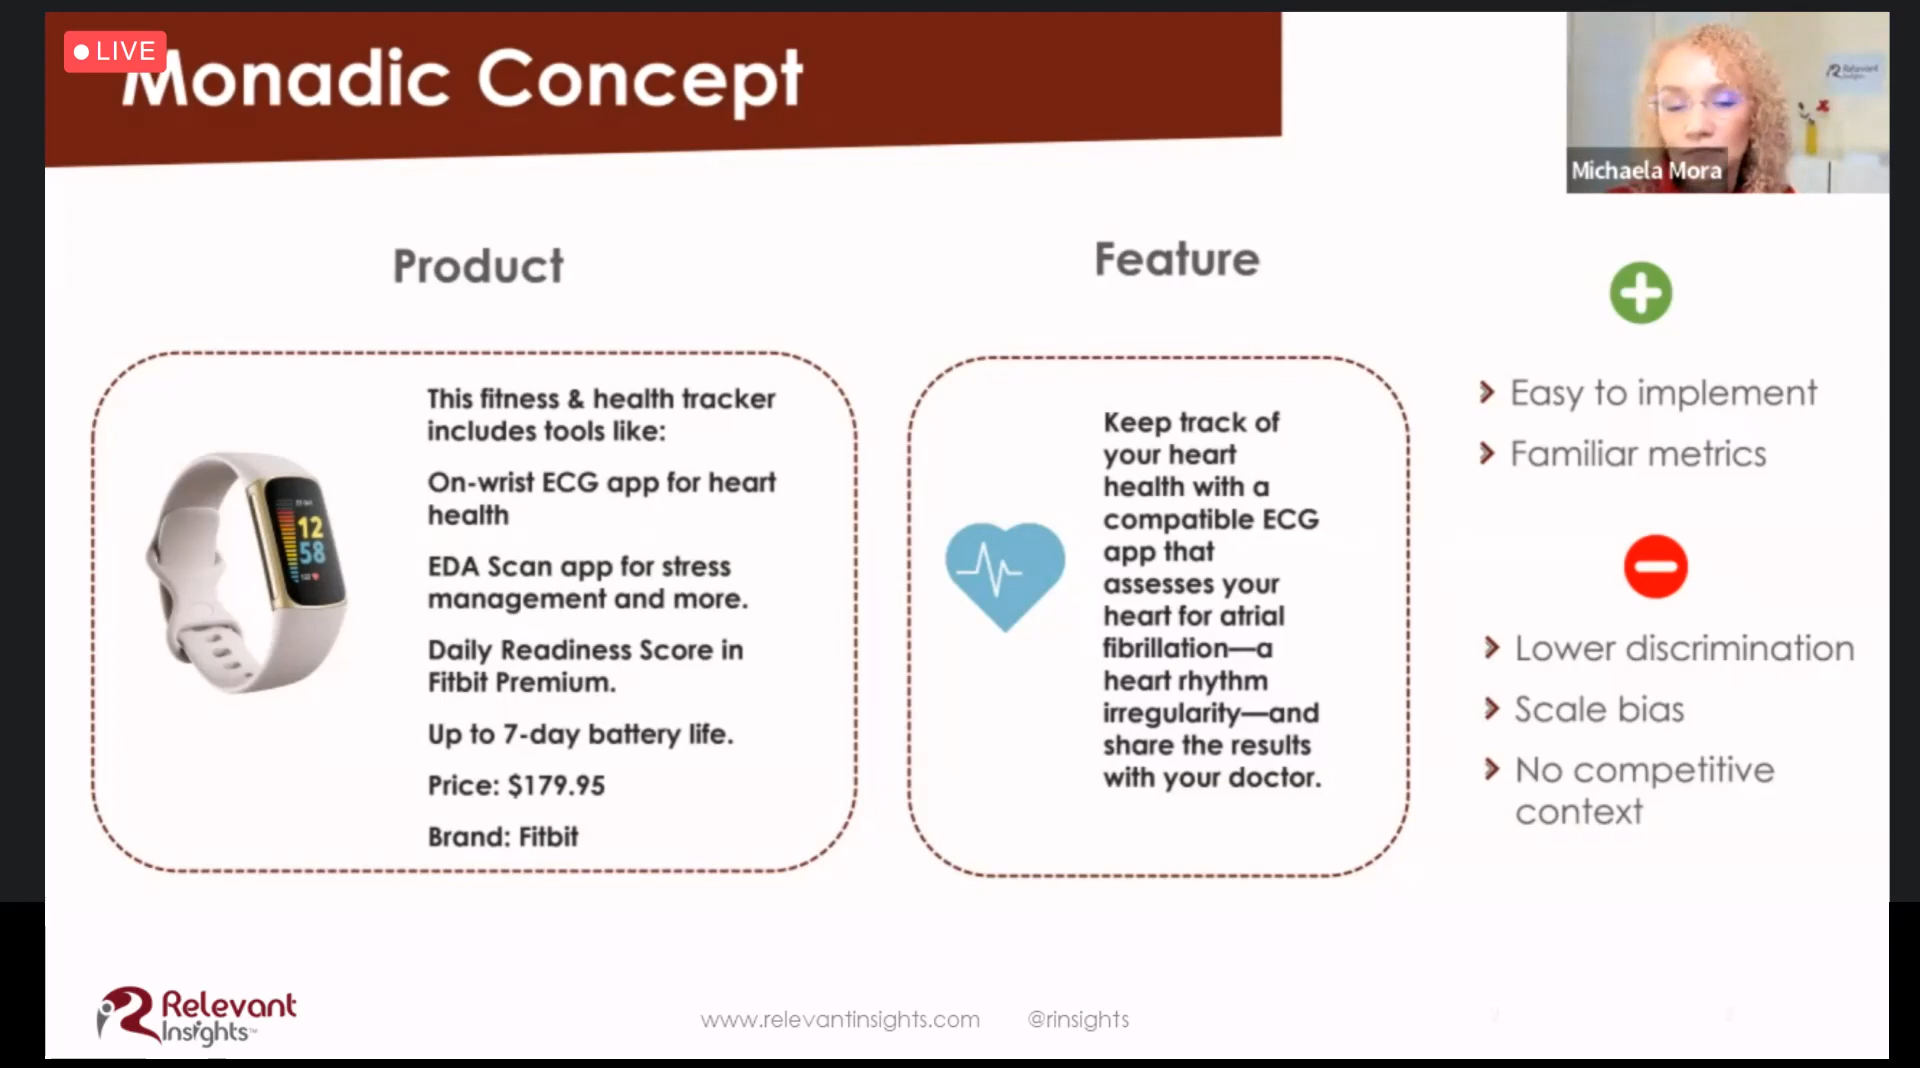 LIVE
Monadic Concept
Relevant
Michaela Mora
Product
This fitness & health tracker
includes tools like:
On-wrist ECG app for heart
health
EDA Scan app for stress
management and more.
Daily Readiness Score in
Fitbit Premium.
Up to 7-day battery life.
Price: $179.95
Brand: Fitbit
12
58
Feature
Keep track of
your heart
health with a
compatible ECG
app that
assesses your
heart for atrial
fibrillation—a
heart rhythm
irregularity—and
share the results
with your doctor.
Easy to implement
Familiar metrics
Lower discrimination
Scale bias
No competitive
context
Relevant
Insights™
www.relevantinsights.com
@rinsights